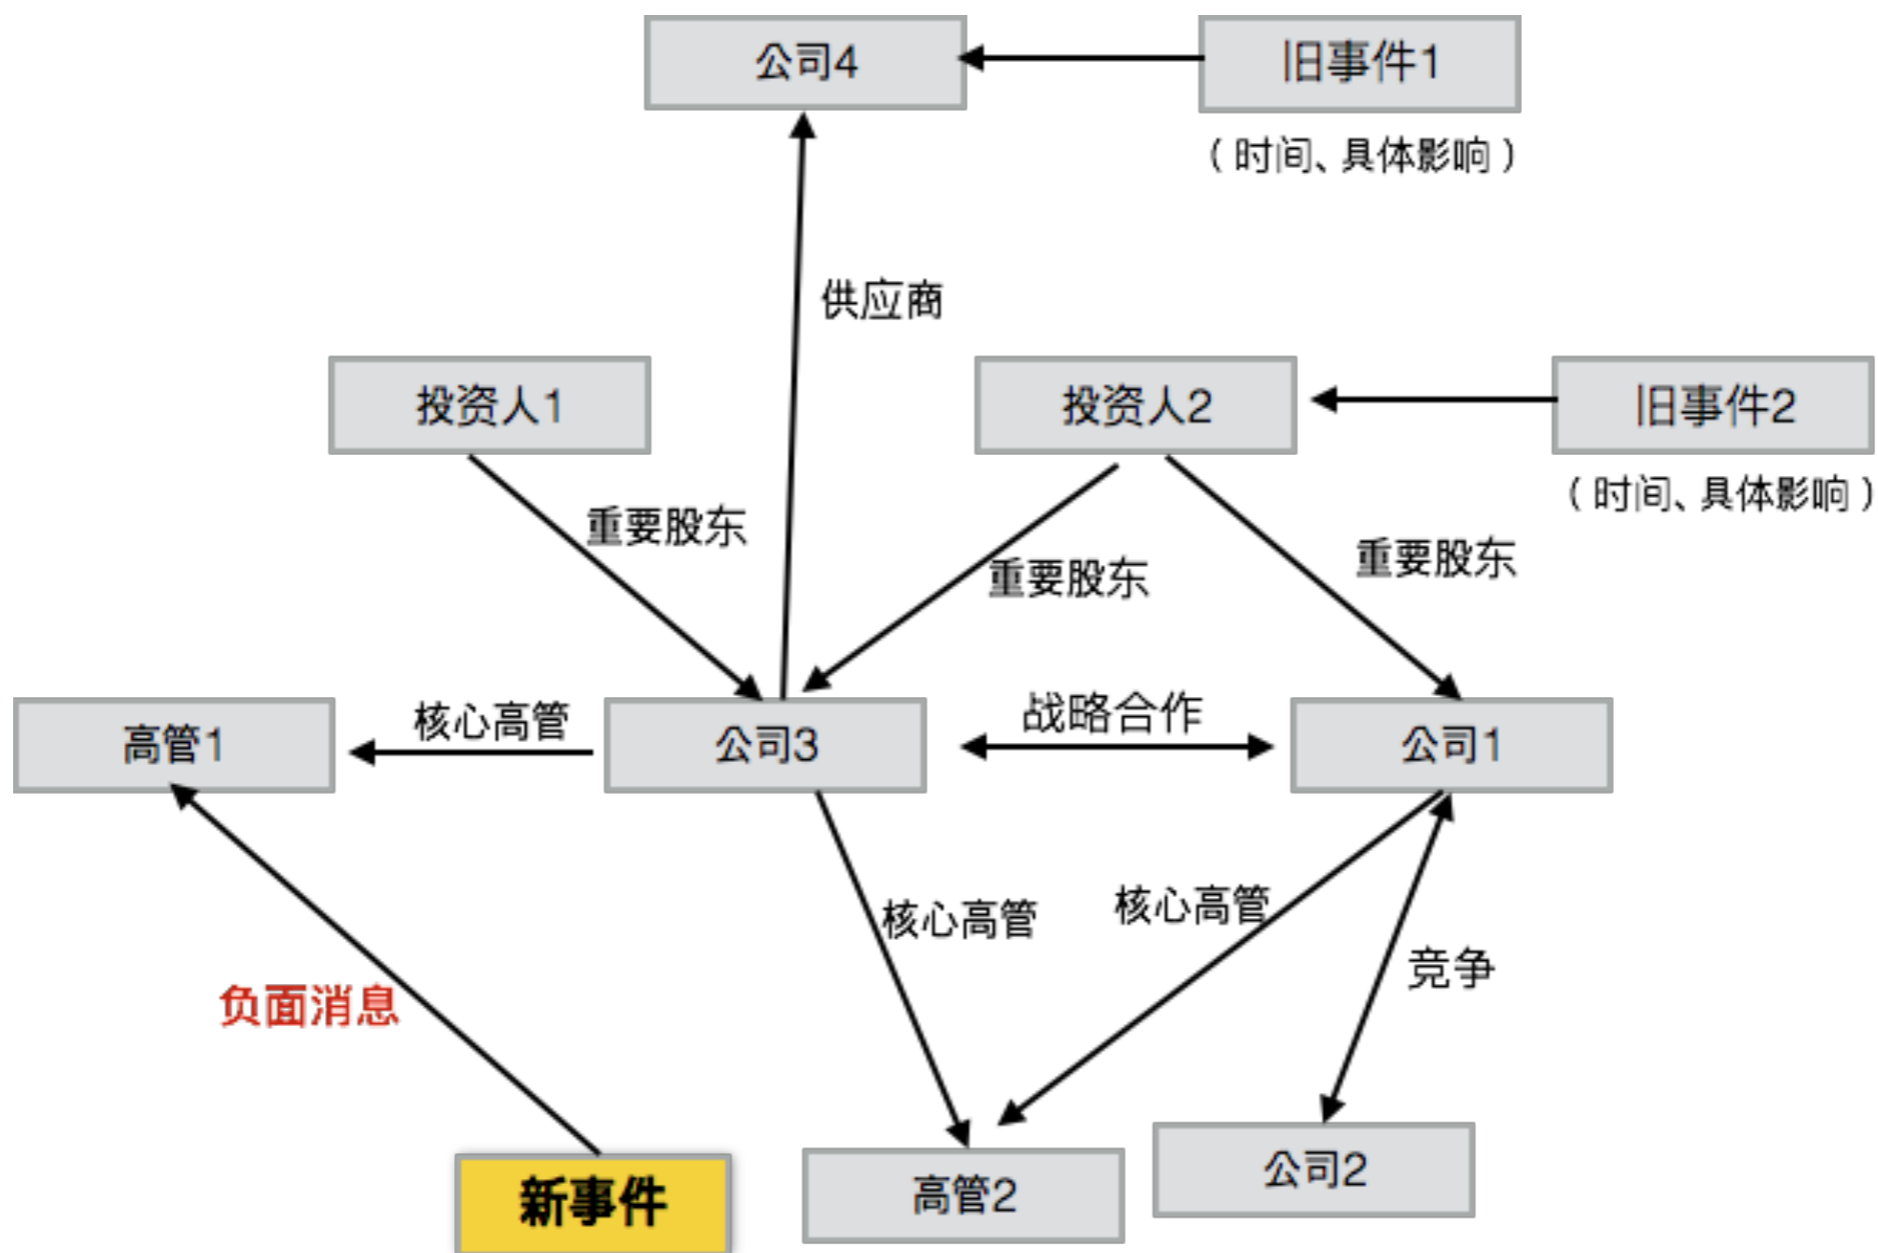 公司4
旧事件1
（时间、具体影响）
供应商
投资人1
投资人2
旧事件2
（时间、具体影响）
重要股东
重要股东
重要股东
高管1
核心高管
公司3
战略合作
公司1
核心高管
核心高管
竞争
负面消息
新事件
高管2
公司2